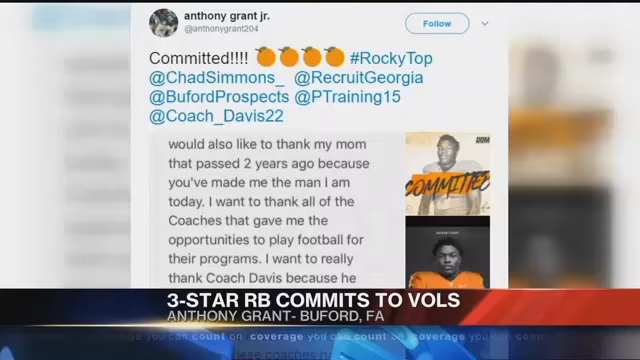 anthony grant jr.
@anthonygrant204
Follow
Committed!!!! 🍊🍊🍊🍊 #RockyTop
@ChadSimmons_ @RecruitGeorgia
@BufordProspects @PTraining15
@Coach_Davis22
would also like to thank my mom
that passed 2 years ago because
you've made me the man I am
today. I want to thank all of the
Coaches that gave me the
opportunities to play football for
their programs. I want to really
thank Coach Davis because he
COMMITTED
3-STAR RB COMMITS TO VOLS
ANTHONY GRANT- BUFORD, FA
you can count on coverage you can count on coverage you can